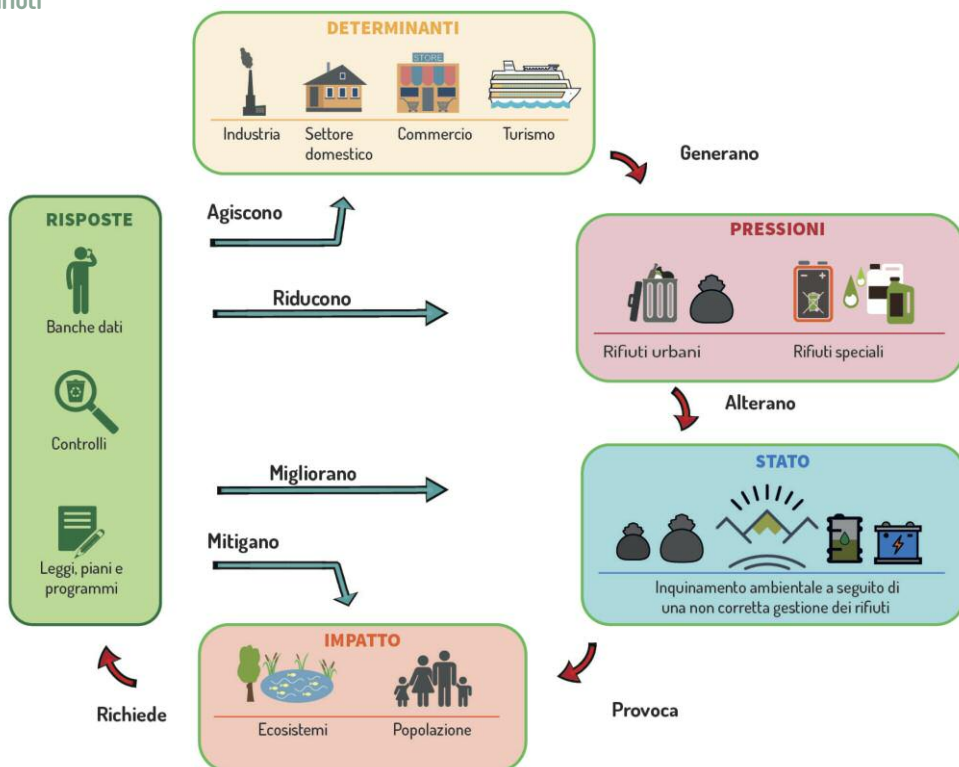 DETERMINANTI
STORE
Industria
Settore
domestico
Commercio
Turismo
Generano
RISPOSTE
Banche dati
Controlli
Leggi, piani e
programmi
Agiscono
Riducono
Migliorano
Mitigano
PRESSIONI
Rifiuti urbani
Rifiuti speciali
Alterano
STATO
Inquinamento ambientale a seguito di
una non corretta gestione dei rifiuti
Provoca
IMPATTO
Ecosistemi
Popolazione
Richiede